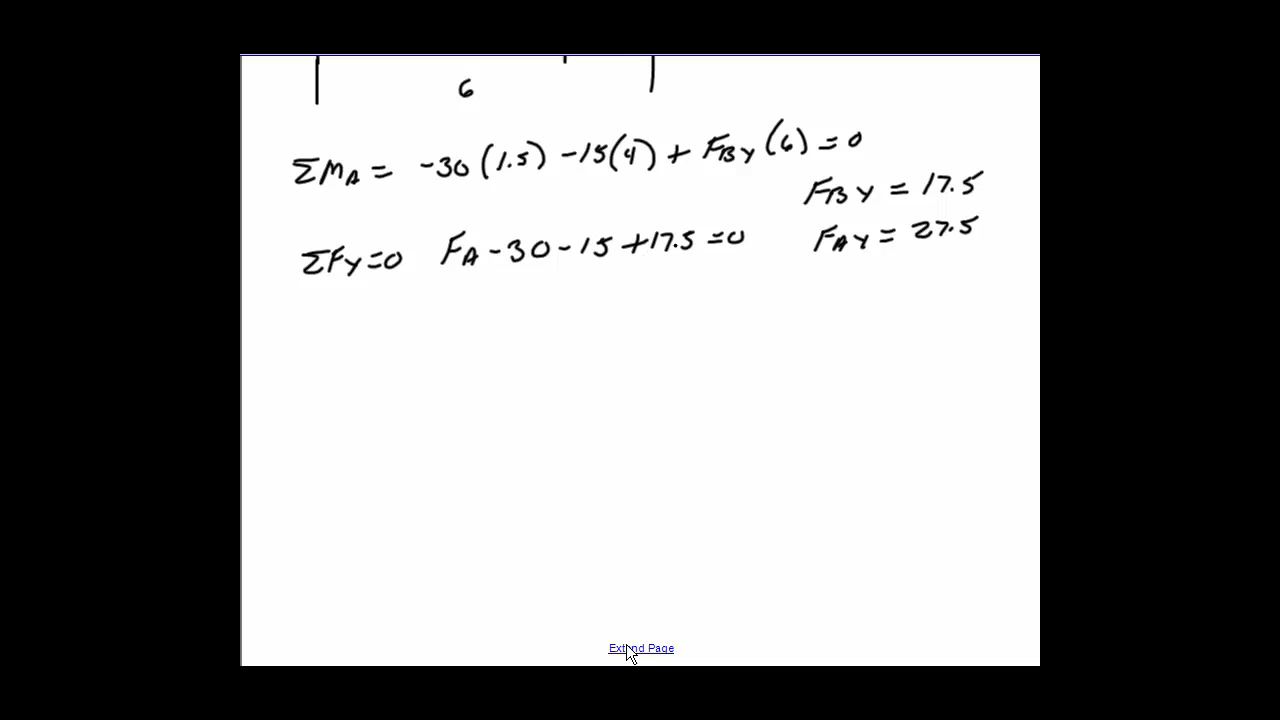 6
ΣMA = -30(1.5) -15(4) + FBY(6) = 0
FBY = 17.5
ΣFY=0 FA -30 -15 +17.5 =0 FAY = 27.5
Extend Page